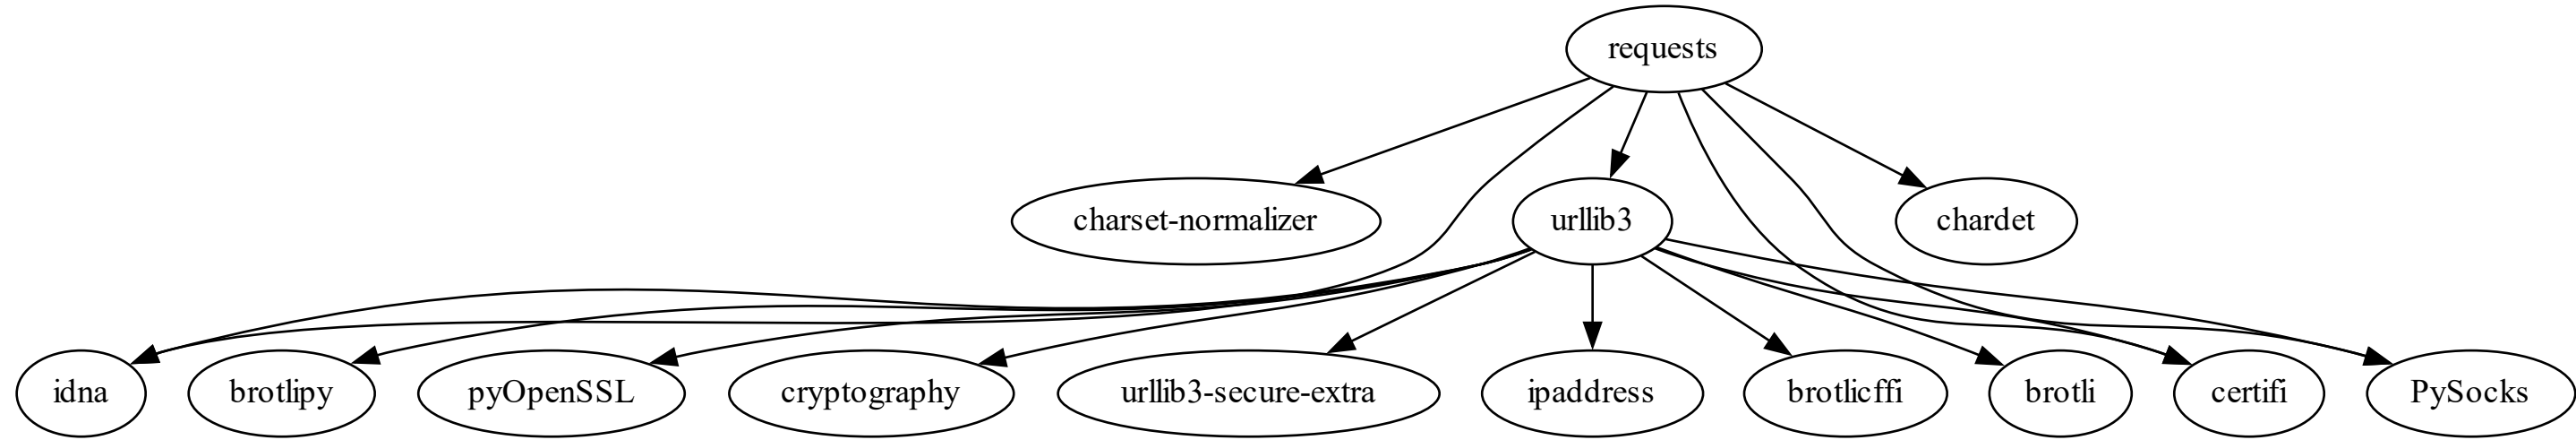 requests
charset-normalizer
urllib3
chardet
idna
brotlipy
pyOpenSSL
cryptography
urllib3-secure-extra
ipaddress
brotlicffi
brotli
certifi
PySocks